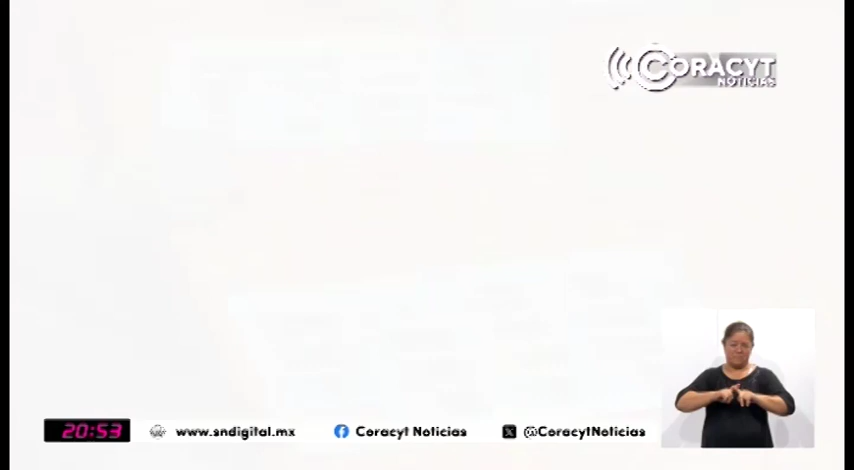 CORACYT
NOTICIAS
20:53
www.sndigital.mx
Coracyt Noticias
@CoracytNoticias